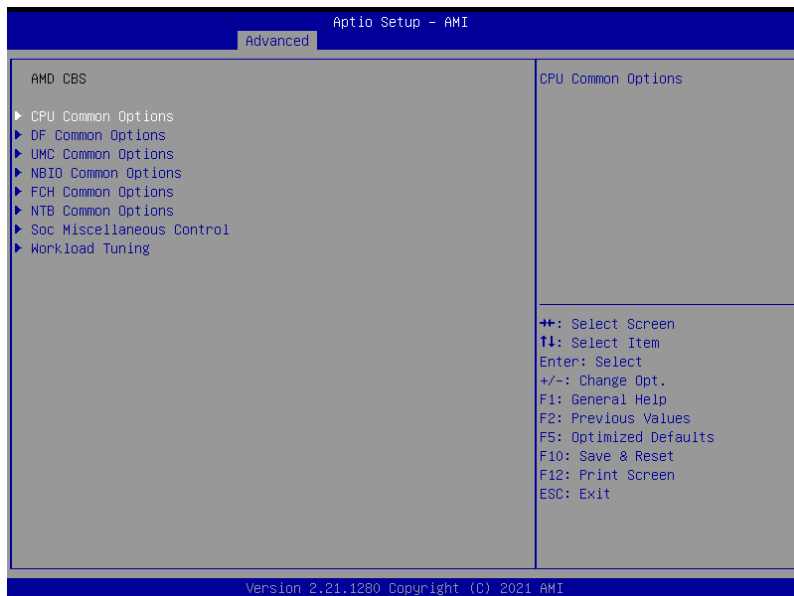 Aptio Setup – AMI
Advanced
AMD CBS
▶ CPU Common Options
▶ DF Common Options
▶ UMC Common Options
▶ NBIO Common Options
▶ FCH Common Options
▶ NTB Common Options
▶ Soc Miscellaneous Control
▶ Workload Tuning
CPU Common Options
→←: Select Screen
↑↓: Select Item
Enter: Select
+/-: Change Opt.
F1: General Help
F2: Previous Values
F5: Optimized Defaults
F10: Save & Reset
F12: Print Screen
ESC: Exit
Version 2.21.1280 Copyright (C) 2021 AMI